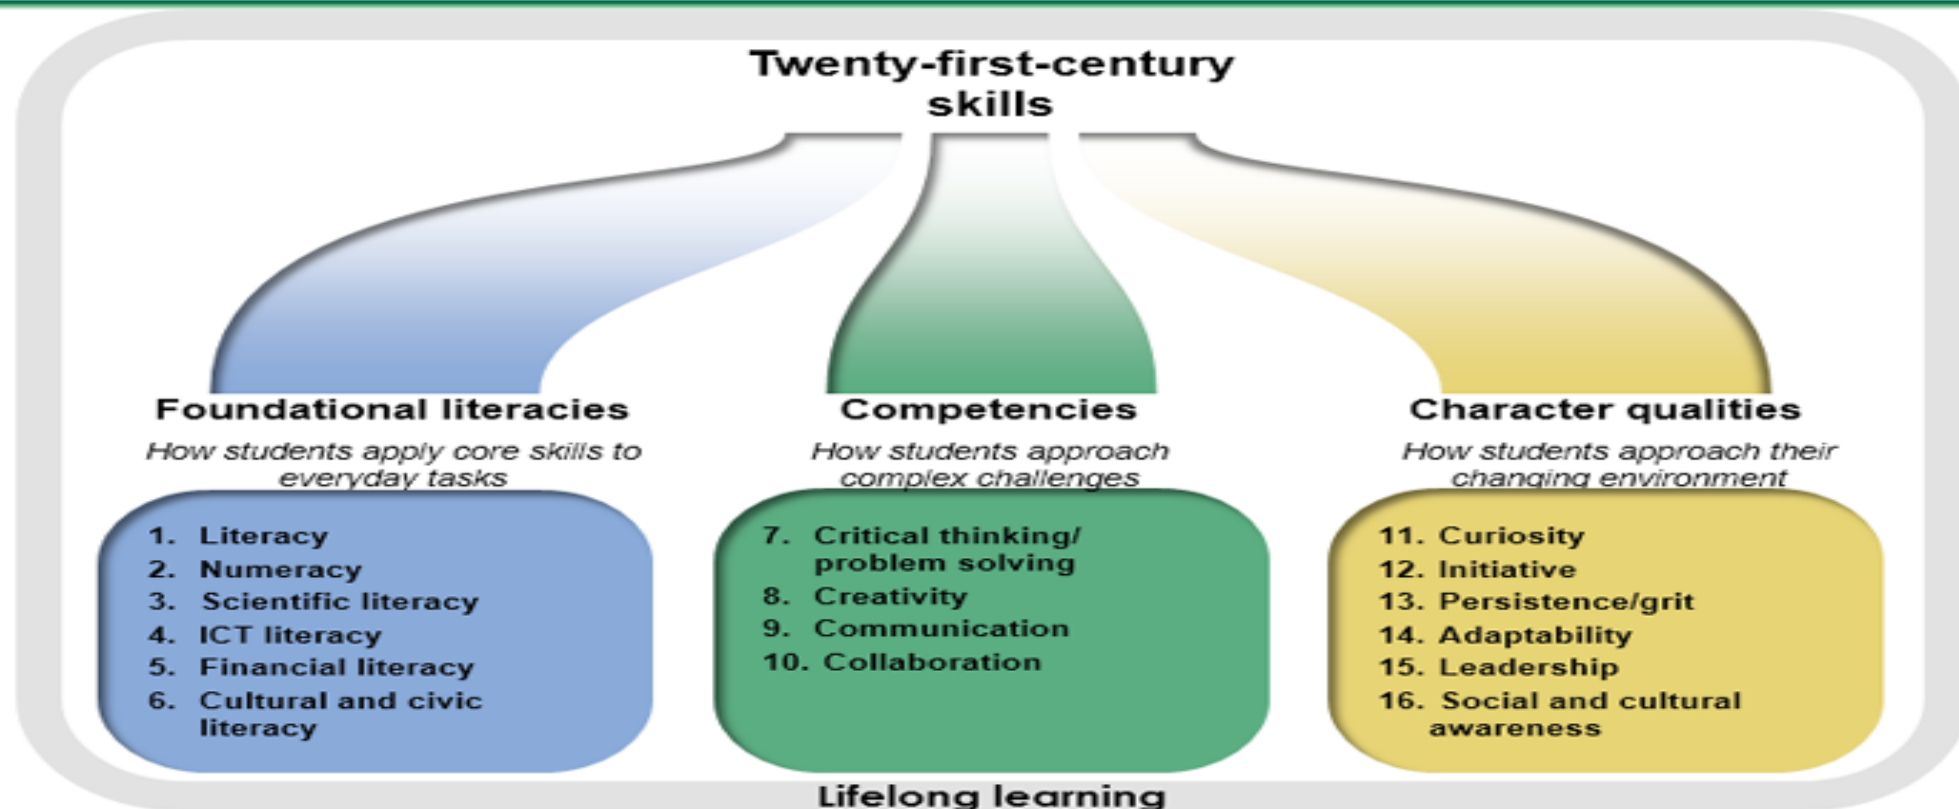 Twenty-first-century
skills
Foundational literacies
How students apply core skills to
everyday tasks
1. Literacy
2. Numeracy
3. Scientific literacy
4. ICT literacy
5. Financial literacy
6. Cultural and civic
literacy
Competencies
How students approach
complex challenges
7. Critical thinking/
problem solving
8. Creativity
9. Communication
10. Collaboration
Character qualities
How students approach their
changing environment
11. Curiosity
12. Initiative
13. Persistence/grit
14. Adaptability
15. Leadership
16. Social and cultural
awareness
Lifelong learning